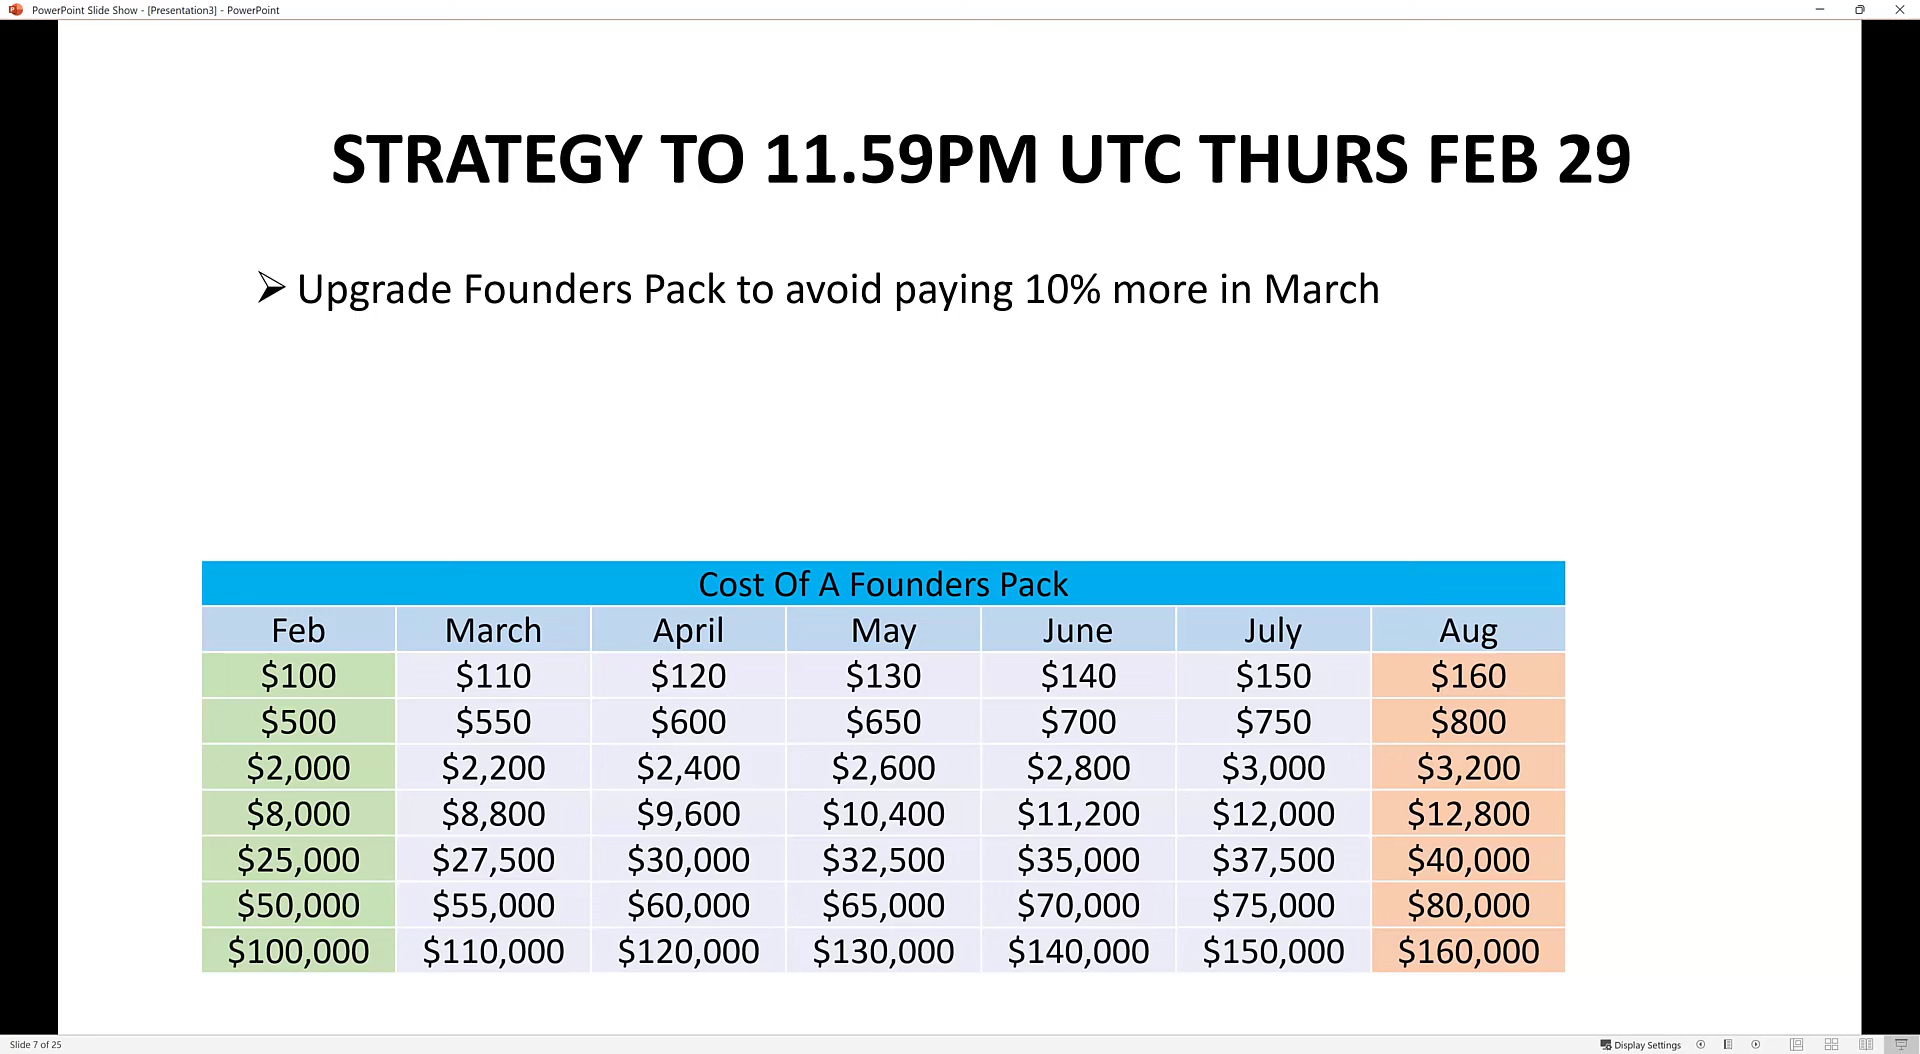 PowerPoint Slide Show - [Presentation3] - PowerPoint
STRATEGY TO 11.59PM UTC THURS FEB 29
Upgrade Founders Pack to avoid paying 10% more in March
Cost Of A Founders Pack
Feb March April May June July Aug
$100 $110 $120 $130 $140 $150 $160
$500 $550 $600 $650 $700 $750 $800
$2,000 $2,200 $2,400 $2,600 $2,800 $3,000 $3,200
$8,000 $8,800 $9,600 $10,400 $11,200 $12,000 $12,800
$25,000 $27,500 $30,000 $32,500 $35,000 $37,500 $40,000
$50,000 $55,000 $60,000 $65,000 $70,000 $75,000 $80,000
$100,000 $110,000 $120,000 $130,000 $140,000 $150,000 $160,000
Slide 7 of 25 Display Settings